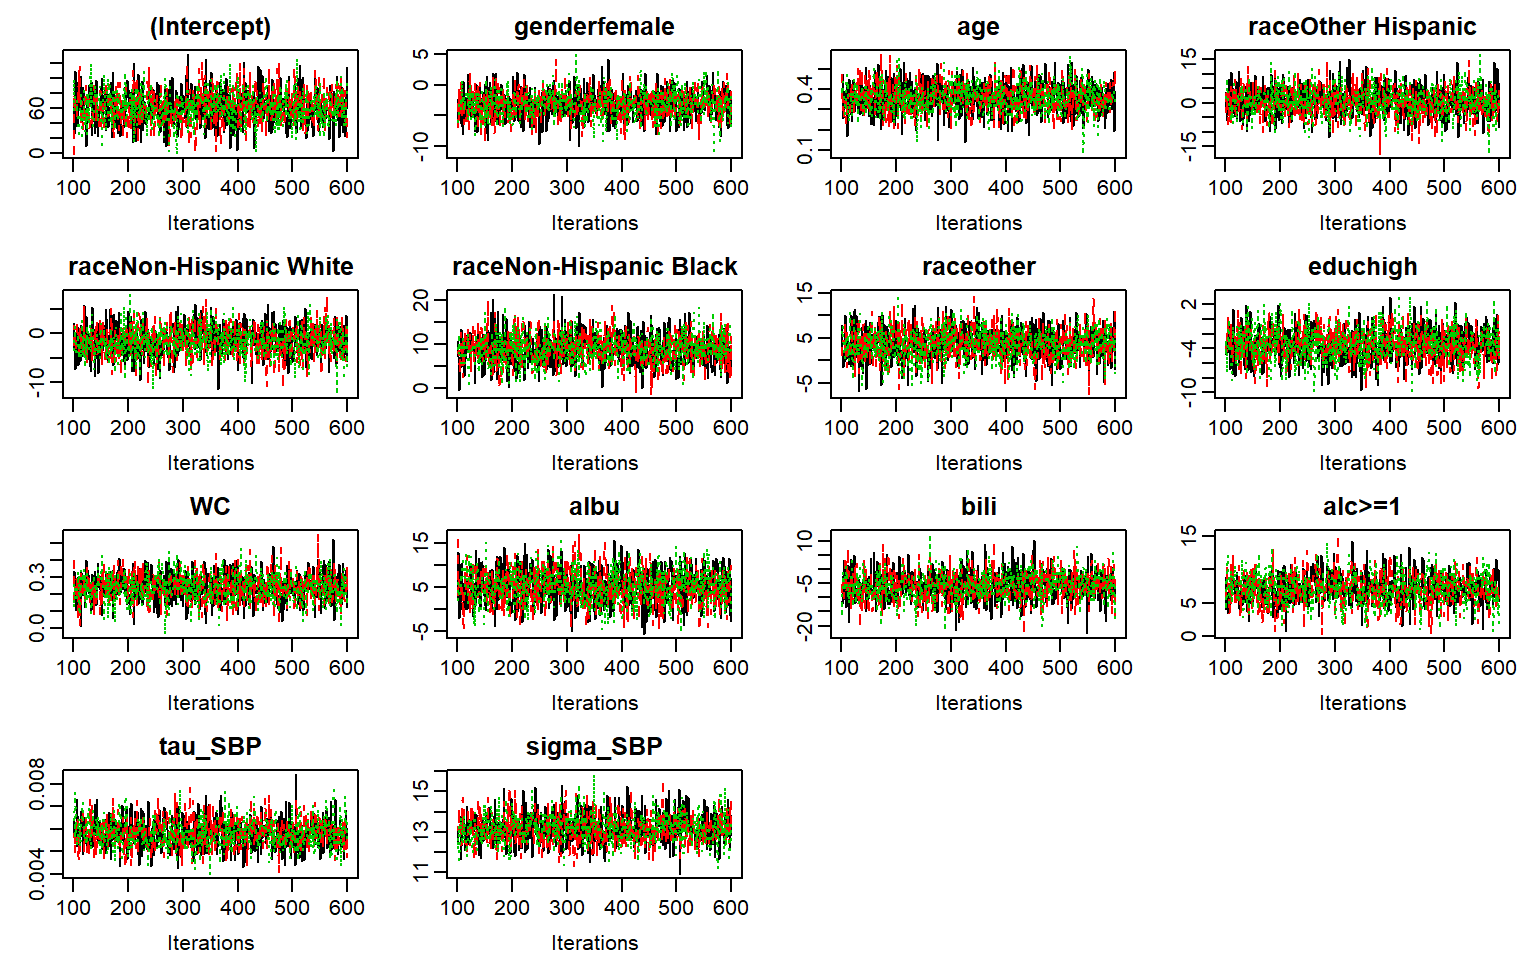 (Intercept) genderfemale age raceOther Hispanic
0 60
-10 0 5
0.1 0.4
-15 0 15
100 200 300 400 500 600 100 200 300 400 500 600 100 200 300 400 500 600 100 200 300 400 500 600
Iterations Iterations Iterations Iterations
raceNon-Hispanic White raceNon-Hispanic Black raceother educhigh
-10 0
0 10 20
-5 5 15
-10 -4 2
100 200 300 400 500 600 100 200 300 400 500 600 100 200 300 400 500 600 100 200 300 400 500 600
Iterations Iterations Iterations Iterations
WC albu bili alc>=1
0.0 0.3
-5 5 15
-20 -5 10
0 5 15
100 200 300 400 500 600 100 200 300 400 500 600 100 200 300 400 500 600 100 200 300 400 500 600
Iterations Iterations Iterations Iterations
tau_SBP sigma_SBP
0.004 0.008
11 13 15
100 200 300 400 500 600 100 200 300 400 500 600
Iterations Iterations